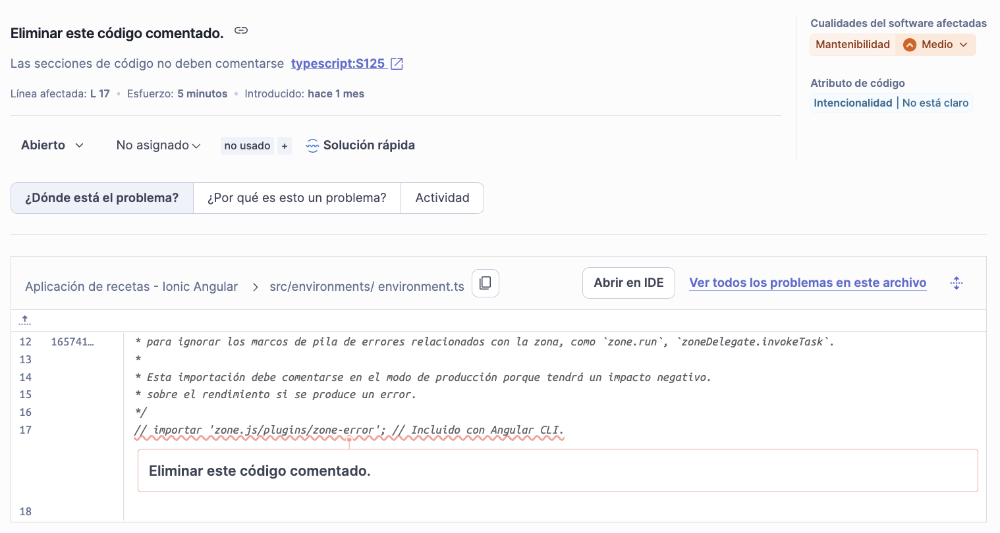 Eliminar este código comentado.
Las secciones de código no deben comentarse typescript:S125
Línea afectada: L 17 • Esfuerzo: 5 minutos • Introducido: hace 1 mes
Cualidades del software afectadas
Mantenibilidad Medio
Atributo de código
Intencionalidad | No está claro
Abierto No asignado no usado + Solución rápida
¿Dónde está el problema? ¿Por qué es esto un problema? Actividad
Aplicación de recetas - Ionic Angular > src/environments/ environment.ts Abrir en IDE Ver todos los problemas en este archivo
12 165741… * para ignorar los marcos de pila de errores relacionados con la zona, como `zone.run`, `zoneDelegate.invokeTask`.
13 *
14 * Esta importación debe comentarse en el modo de producción porque tendrá un impacto negativo.
15 * sobre el rendimiento si se produce un error.
16 */
17 // importar 'zone.js/plugins/zone-error'; // Incluido con Angular CLI.
Eliminar este código comentado.
18